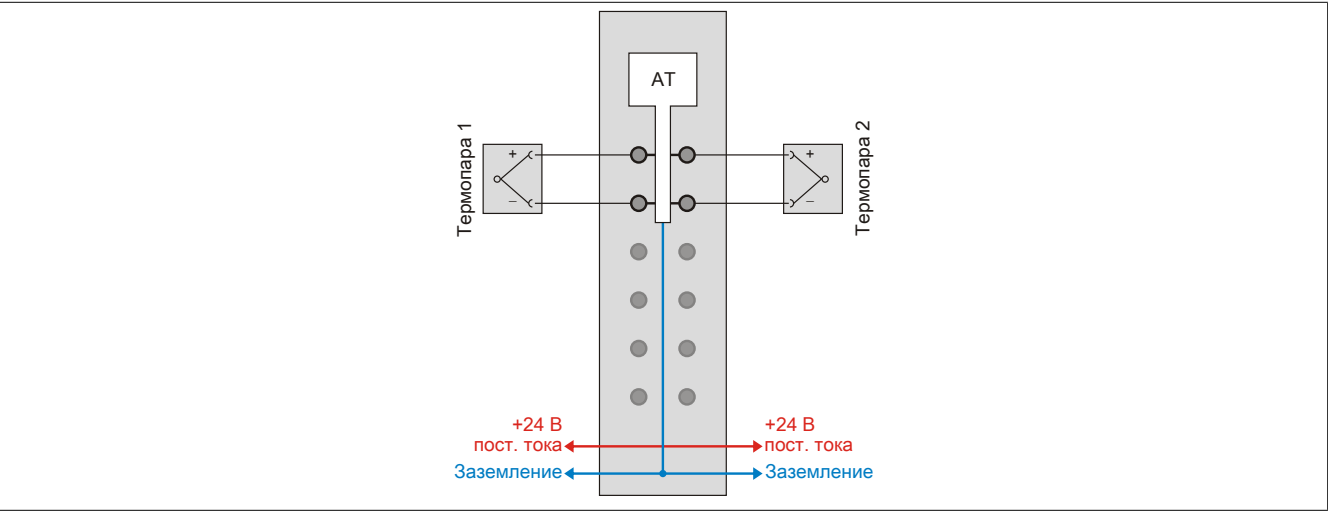 AT
Термопара 1
+
–
+
–
Термопара 2
+24 В
пост. тока
+24 В
пост. тока
Заземление
Заземление